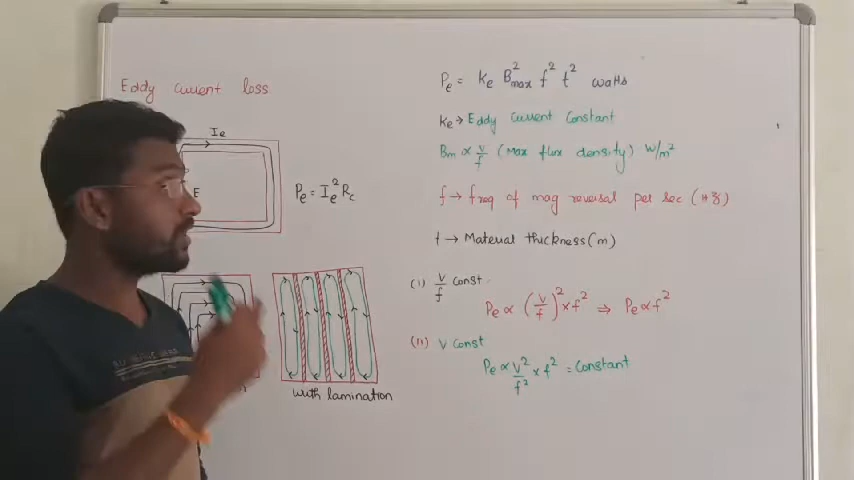 Eddy current loss
Ie
E
Pe = Ie² Rc
with lamination
Pe = Ke B²max f² t² watts
Ke → Eddy current Constant
Bm ∝ V/f (Max flux density) W/m²
f → freq of mag reversal per sec (Hz)
t → Material thickness (m)
(i) V/f Const
Pe ∝ (V/f)² × f² ⇒ Pe ∝ f²
(ii) V Const
Pe ∝ V²/f² × f² = Constant